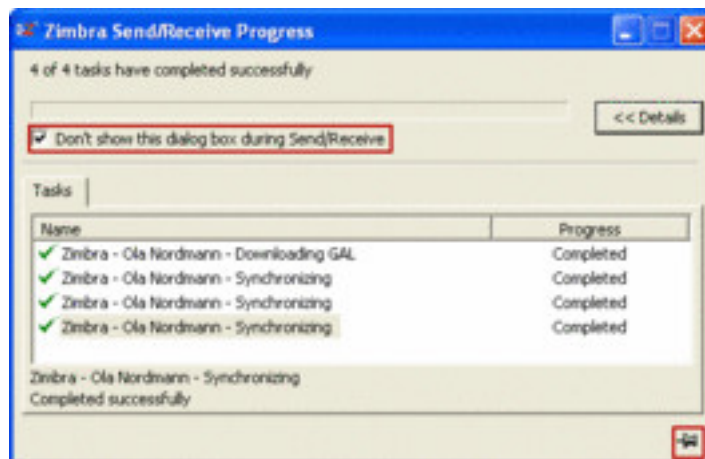 Zimbra Send/Receive Progress
4 of 4 tasks have completed successfully
<< Details
Don't show this dialog box during Send/Receive
Tasks
Name Progress
Zimbra - Ola Nordmann - Downloading GAL Completed
Zimbra - Ola Nordmann - Synchronizing Completed
Zimbra - Ola Nordmann - Synchronizing Completed
Zimbra - Ola Nordmann - Synchronizing Completed
Zimbra - Ola Nordmann - Synchronizing
Completed successfully